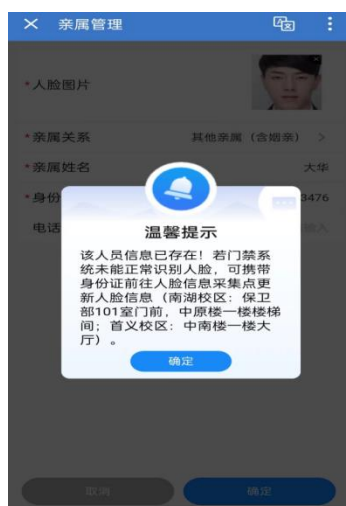 亲属管理
*人脸图片
*亲属关系 其他亲属（含姻亲） >
*亲属姓名 大华
*身份 3476
电话 输入
温馨提示
该人员信息已存在！若门禁系
统未能正常识别人脸，可携带
身份证前往人脸信息采集点更
新人脸信息（南湖校区：保卫
部101室门前，中原楼一楼楼梯
间；首义校区：中南楼一楼大
厅）。
确定
取消 确定